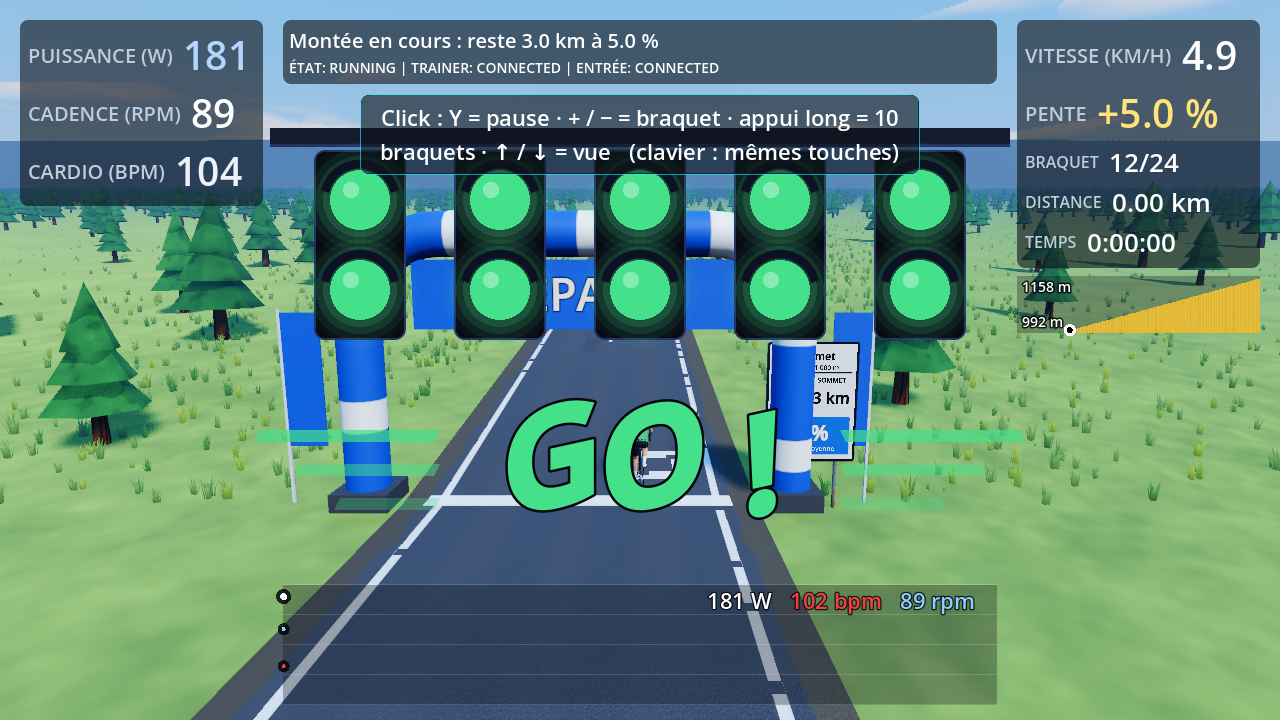 PUISSANCE (W) 181
CADENCE (RPM) 89
CARDIO (BPM) 104
Montée en cours : reste 3.0 km à 5.0 %
ÉTAT: RUNNING | TRAINER: CONNECTED | ENTRÉE: CONNECTED
Click : Y = pause · + / − = braquet · appui long = 10
braquets · ↑ / ↓ = vue (clavier : mêmes touches)
VITESSE (KM/H) 4.9
PENTE +5.0 %
BRAQUET 12/24
DISTANCE 0.00 km
TEMPS 0:00:00
1158 m
992 m
SOMMET
3 km
%
GO !
181 W 102 bpm 89 rpm